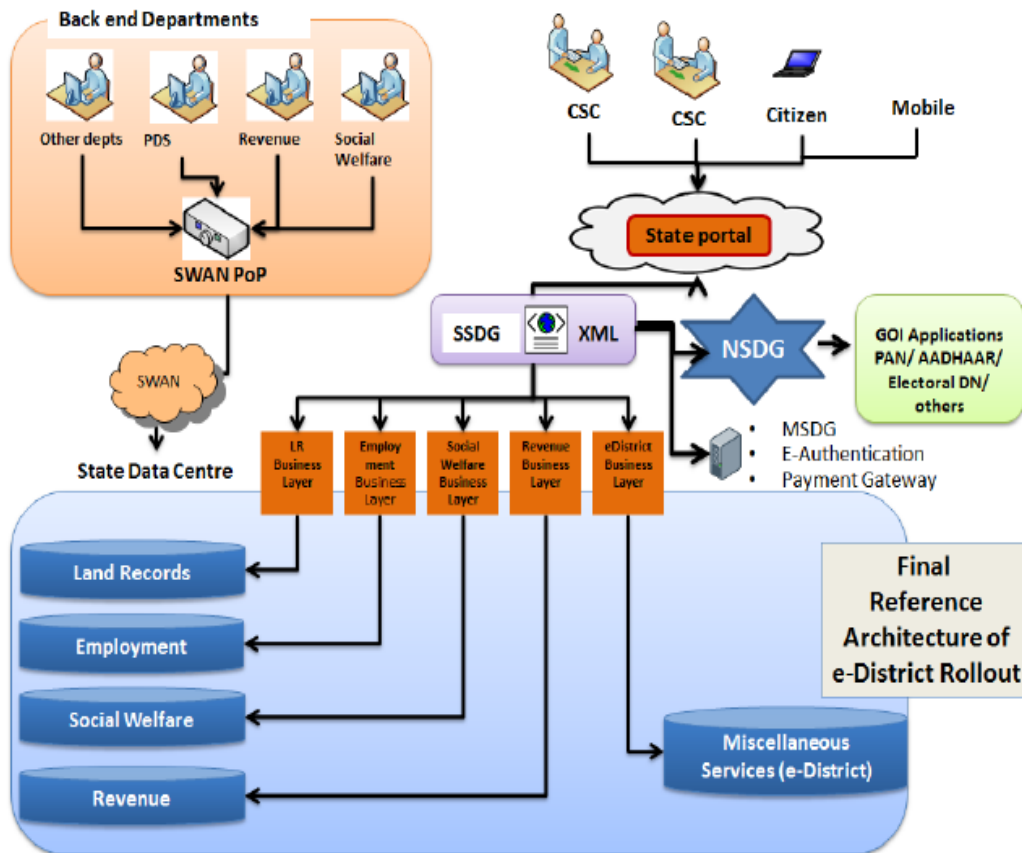 Back end Departments
Other depts
PDS
Revenue
Social
Welfare
SWAN PoP
CSC
CSC
Citizen
Mobile
State portal
SSDG
XML
NSDG
GOI Applications
PAN/ AADHAAR/
Electoral DN/
others
SWAN
• MSDG
• E-Authentication
• Payment Gateway
State Data Centre
LR
Business
Layer
Employ
ment
Business
Layer
Social
Welfare
Business
Layer
Revenue
Business
Layer
eDistrict
Business
Layer
Land Records
Employment
Social Welfare
Revenue
Miscellaneous
Services (e-District)
Final
Reference
Architecture of
e-District Rollout